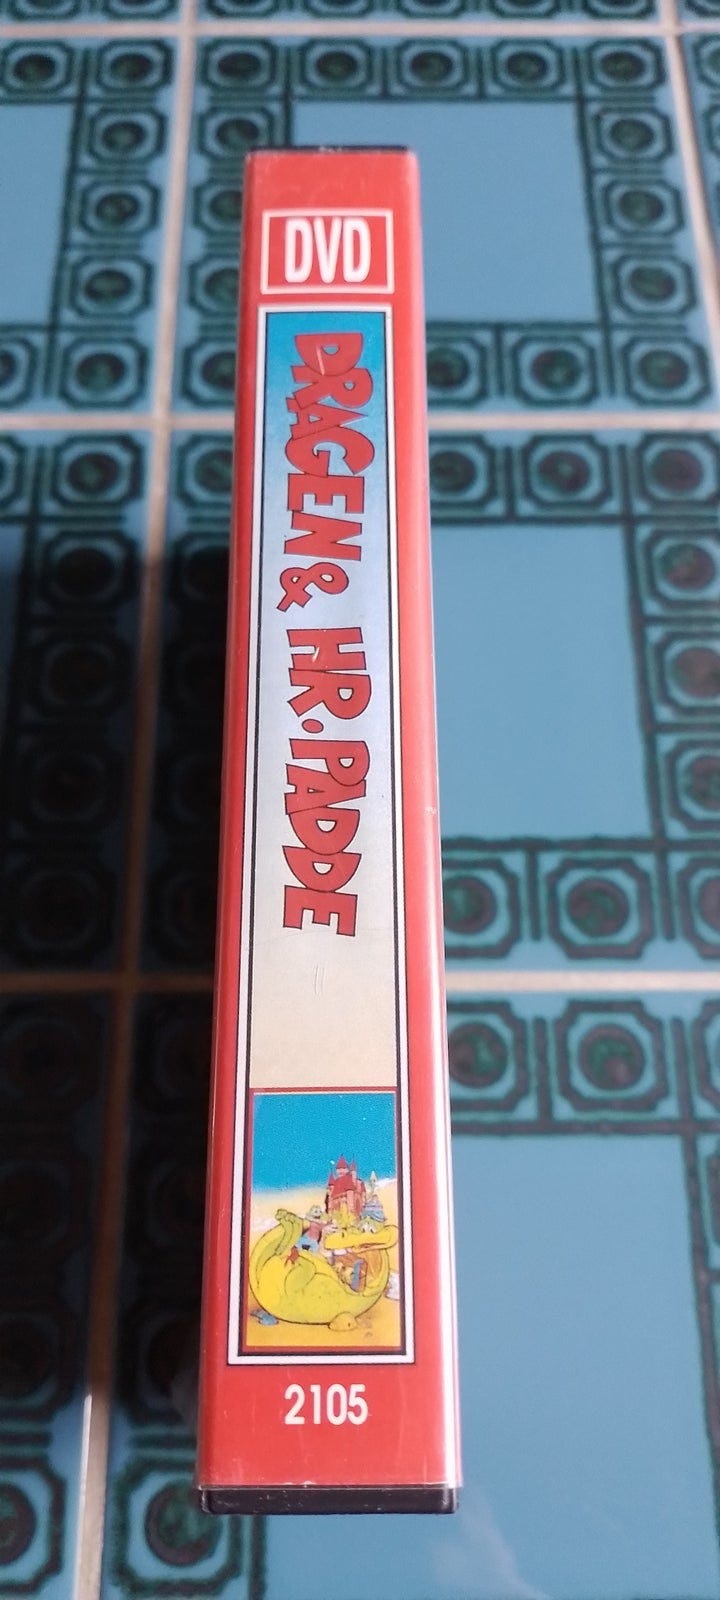 DVD
DRAGEN & HR. PADDE
2105